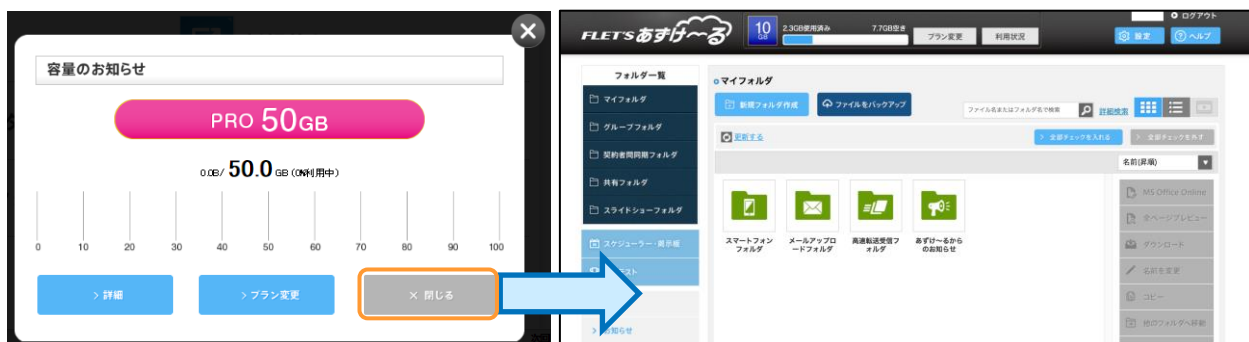 容量のお知らせ
PRO 50GB
0.0B/ 50.0 GB (0%利用中)
0 10 20 30 40 50 60 70 80 90 100
> 詳細
> プラン変更
× 閉じる
FLET'S あずけ〜る
10 GB
2.3GB使用済み
7.7GB空き
プラン変更
利用状況
ログアウト
設定
ヘルプ
フォルダ一覧
マイフォルダ
グループフォルダ
契約者間同期フォルダ
共有フォルダ
スライドショーフォルダ
スケジューラー・掲示板
> お知らせ
マイフォルダ
新規フォルダ作成
ファイルをバックアップ
ファイル名またはフォルダ名で検索
詳細検索
更新する
> 全部チェックを入れる
> 全部チェックを外す
名前(昇順)
スマートフォン
フォルダ
メールアップロ
ードフォルダ
高速転送受信フ
ォルダ
あずけ〜るから
のお知らせ
MS Office Online
全ページプレビュー
ダウンロード
名前を変更
コピー
他のフォルダへ移動